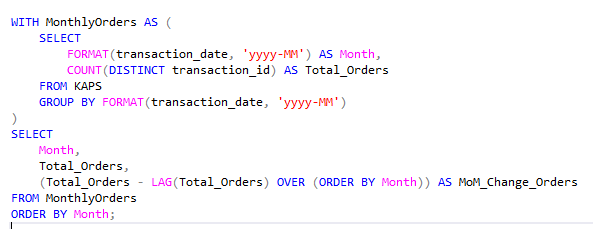 WITH MonthlyOrders AS (
    SELECT
        FORMAT(transaction_date, 'yyyy-MM') AS Month,
        COUNT(DISTINCT transaction_id) AS Total_Orders
    FROM KAPS
    GROUP BY FORMAT(transaction_date, 'yyyy-MM')
)
SELECT
    Month,
    Total_Orders,
    (Total_Orders - LAG(Total_Orders) OVER (ORDER BY Month)) AS MoM_Change_Orders
FROM MonthlyOrders
ORDER BY Month;